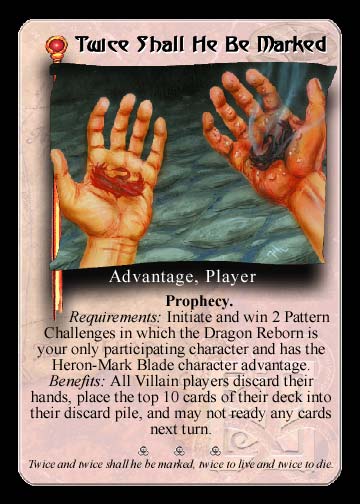 Twice Shall He Be Marked
Advantage, Player
Prophecy.
Requirements: Initiate and win 2 Pattern
Challenges in which the Dragon Reborn is
your only participating character and has the
Heron-Mark Blade character advantage.
Benefits: All Villain players discard their
hands, place the top 10 cards of their deck into
their discard pile, and may not ready any cards
next turn.
Twice and twice shall he be marked, twice to live and twice to die.